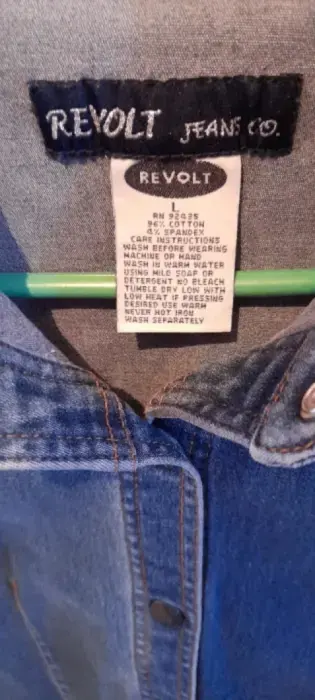 REVOLT JEANS CO.
REVOLT
L
RN 92425
96% COTTON
4% SPANDEX
CARE INSTRUCTIONS
WASH BEFORE WEARING
MACHINE OR HAND
WASH IN WARM WATER
USING MILD SOAP OR
DETERGENT NO BLEACH
TUMBLE DRY LOW WITH
LOW HEAT IF PRESSING
DESIRED USE WARM
NEVER HOT IRON
WASH SEPARATELY